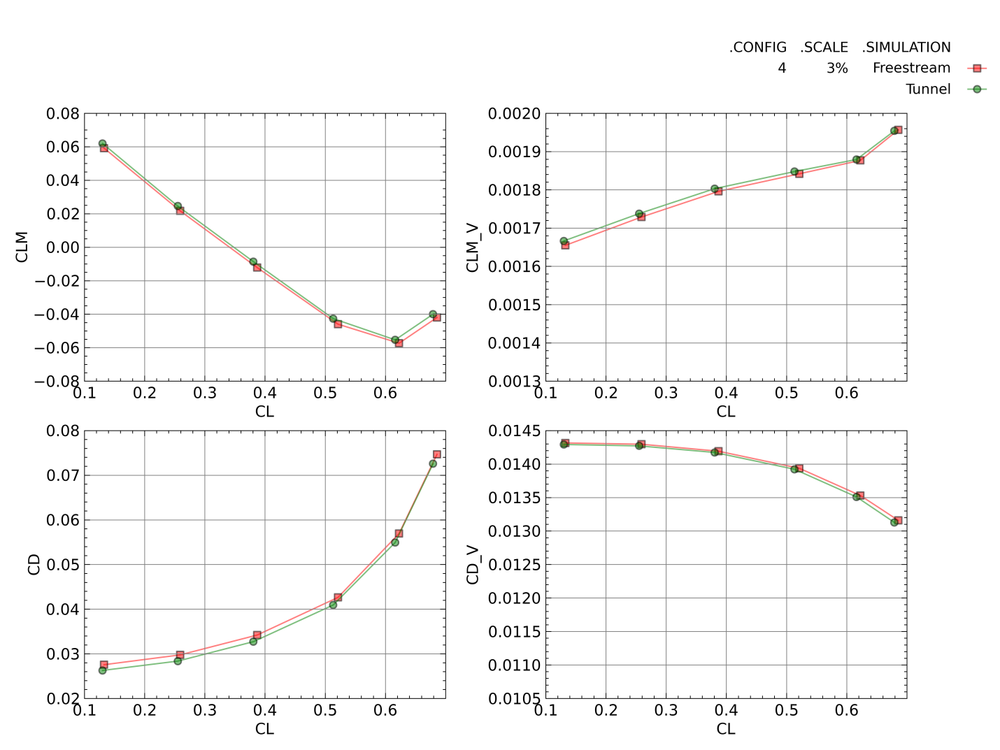 .CONFIG .SCALE .SIMULATION
4 3% Freestream
Tunnel
0.08
0.06
0.04
0.02
0.00
−0.02
−0.04
−0.06
−0.08
CLM
0.1 0.2 0.3 0.4 0.5 0.6
CL
0.0020
0.0019
0.0018
0.0017
0.0016
0.0015
0.0014
0.0013
CLM_V
0.1 0.2 0.3 0.4 0.5 0.6
CL
0.08
0.07
0.06
0.05
0.04
0.03
0.02
CD
0.1 0.2 0.3 0.4 0.5 0.6
CL
0.0145
0.0140
0.0135
0.0130
0.0125
0.0120
0.0115
0.0110
0.0105
CD_V
0.1 0.2 0.3 0.4 0.5 0.6
CL